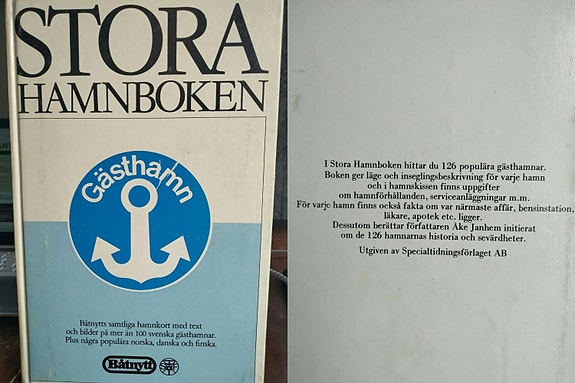 STORA
HAMNBOKEN
Gästhamn
Båtnytts samtliga hamnkort med text
och bilder på mer än 100 svenska gästhamnar.
Plus några populära norska, danska och finska.
Båtnytt
I Stora Hamnboken hittar du 126 populära gästhamnar.
Boken ger läge och inseglingsbeskrivning för varje hamn
och i hamnskissen finns uppgifter
om hamnförhållanden, serviceanläggningar m.m.
För varje hamn finns också fakta om var närmaste affär, bensinstation,
läkare, apotek etc. ligger.
Dessutom berättar författaren Åke Janhem initierat
om de 126 hamnarnas historia och sevärdheter.
Utgiven av Specialtidningsförlaget AB